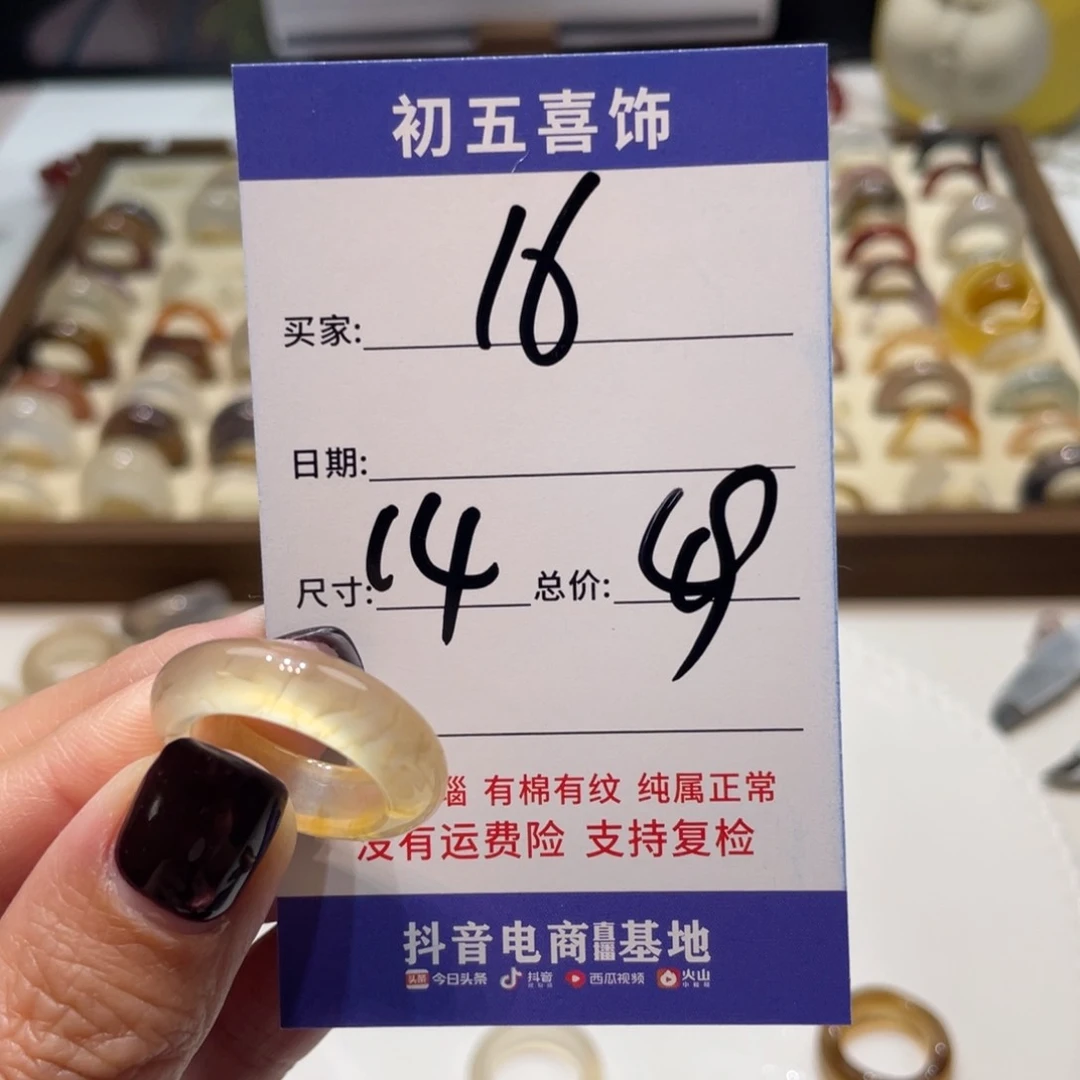 初五喜饰
买家: 16
日期:
尺寸: 14 总价: 49
瑙 有棉有纹 纯属正常
没有运费险 支持复检
抖音电商直播基地
头条 今日头条 抖音 西瓜视频 火山